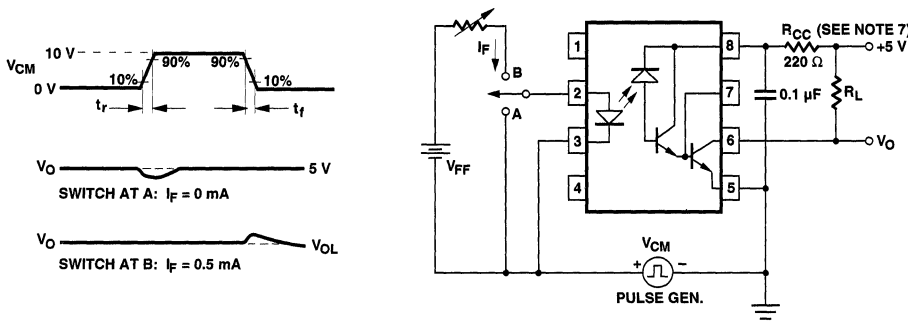 10 V
V_CM
10%
90%
90%
10%
0 V
t_r
t_f
V_O
5 V
SWITCH AT A: I_F = 0 mA
V_O
V_OL
SWITCH AT B: I_F = 0.5 mA
I_F
B
A
V_FF
1
2
3
4
8
7
6
5
R_CC (SEE NOTE 7)
+5 V
220 Ω
0.1 µF
R_L
V_O
V_CM
+
–
PULSE GEN.